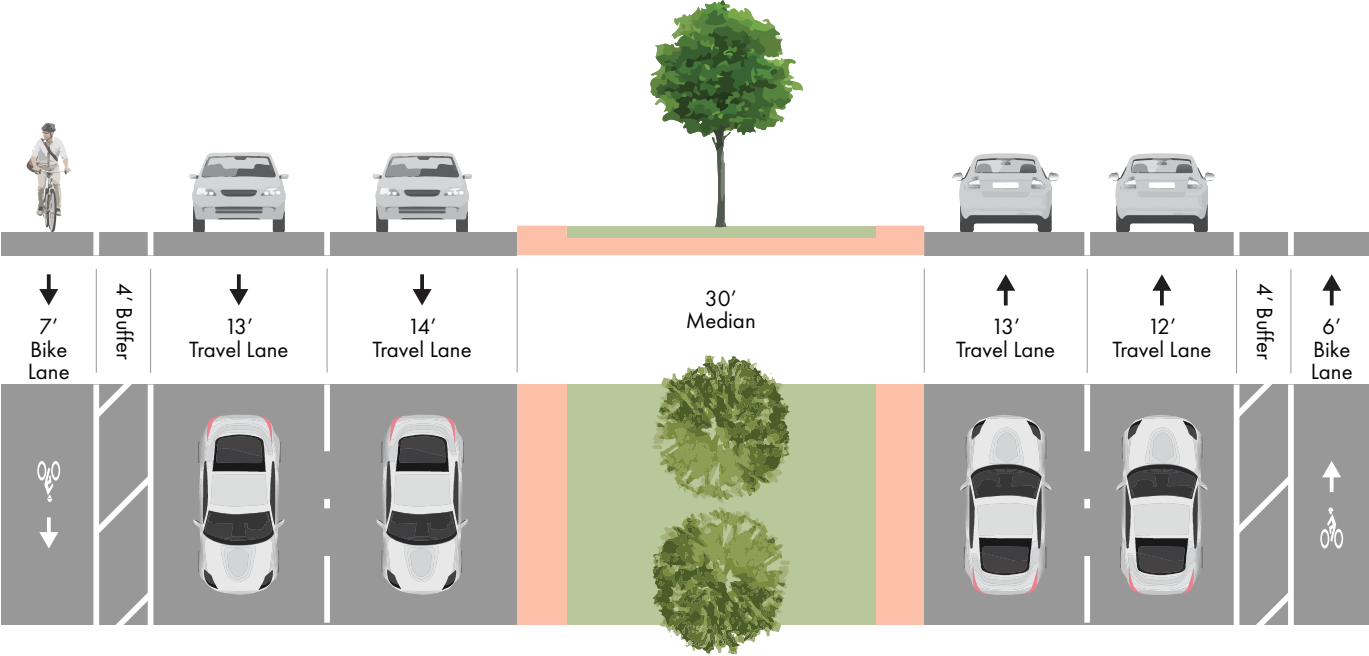 7’
Bike
Lane
4’ Buffer
13’
Travel Lane
14’
Travel Lane
30’
Median
13’
Travel Lane
12’
Travel Lane
4’ Buffer
6’
Bike
Lane